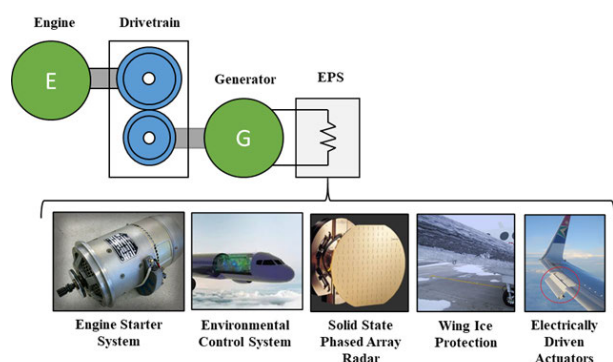 Engine
Drivetrain
Generator
EPS
E
G
Engine Starter
System
Environmental
Control System
Solid State
Phased Array
Radar
Wing Ice
Protection
Electrically
Driven
Actuators